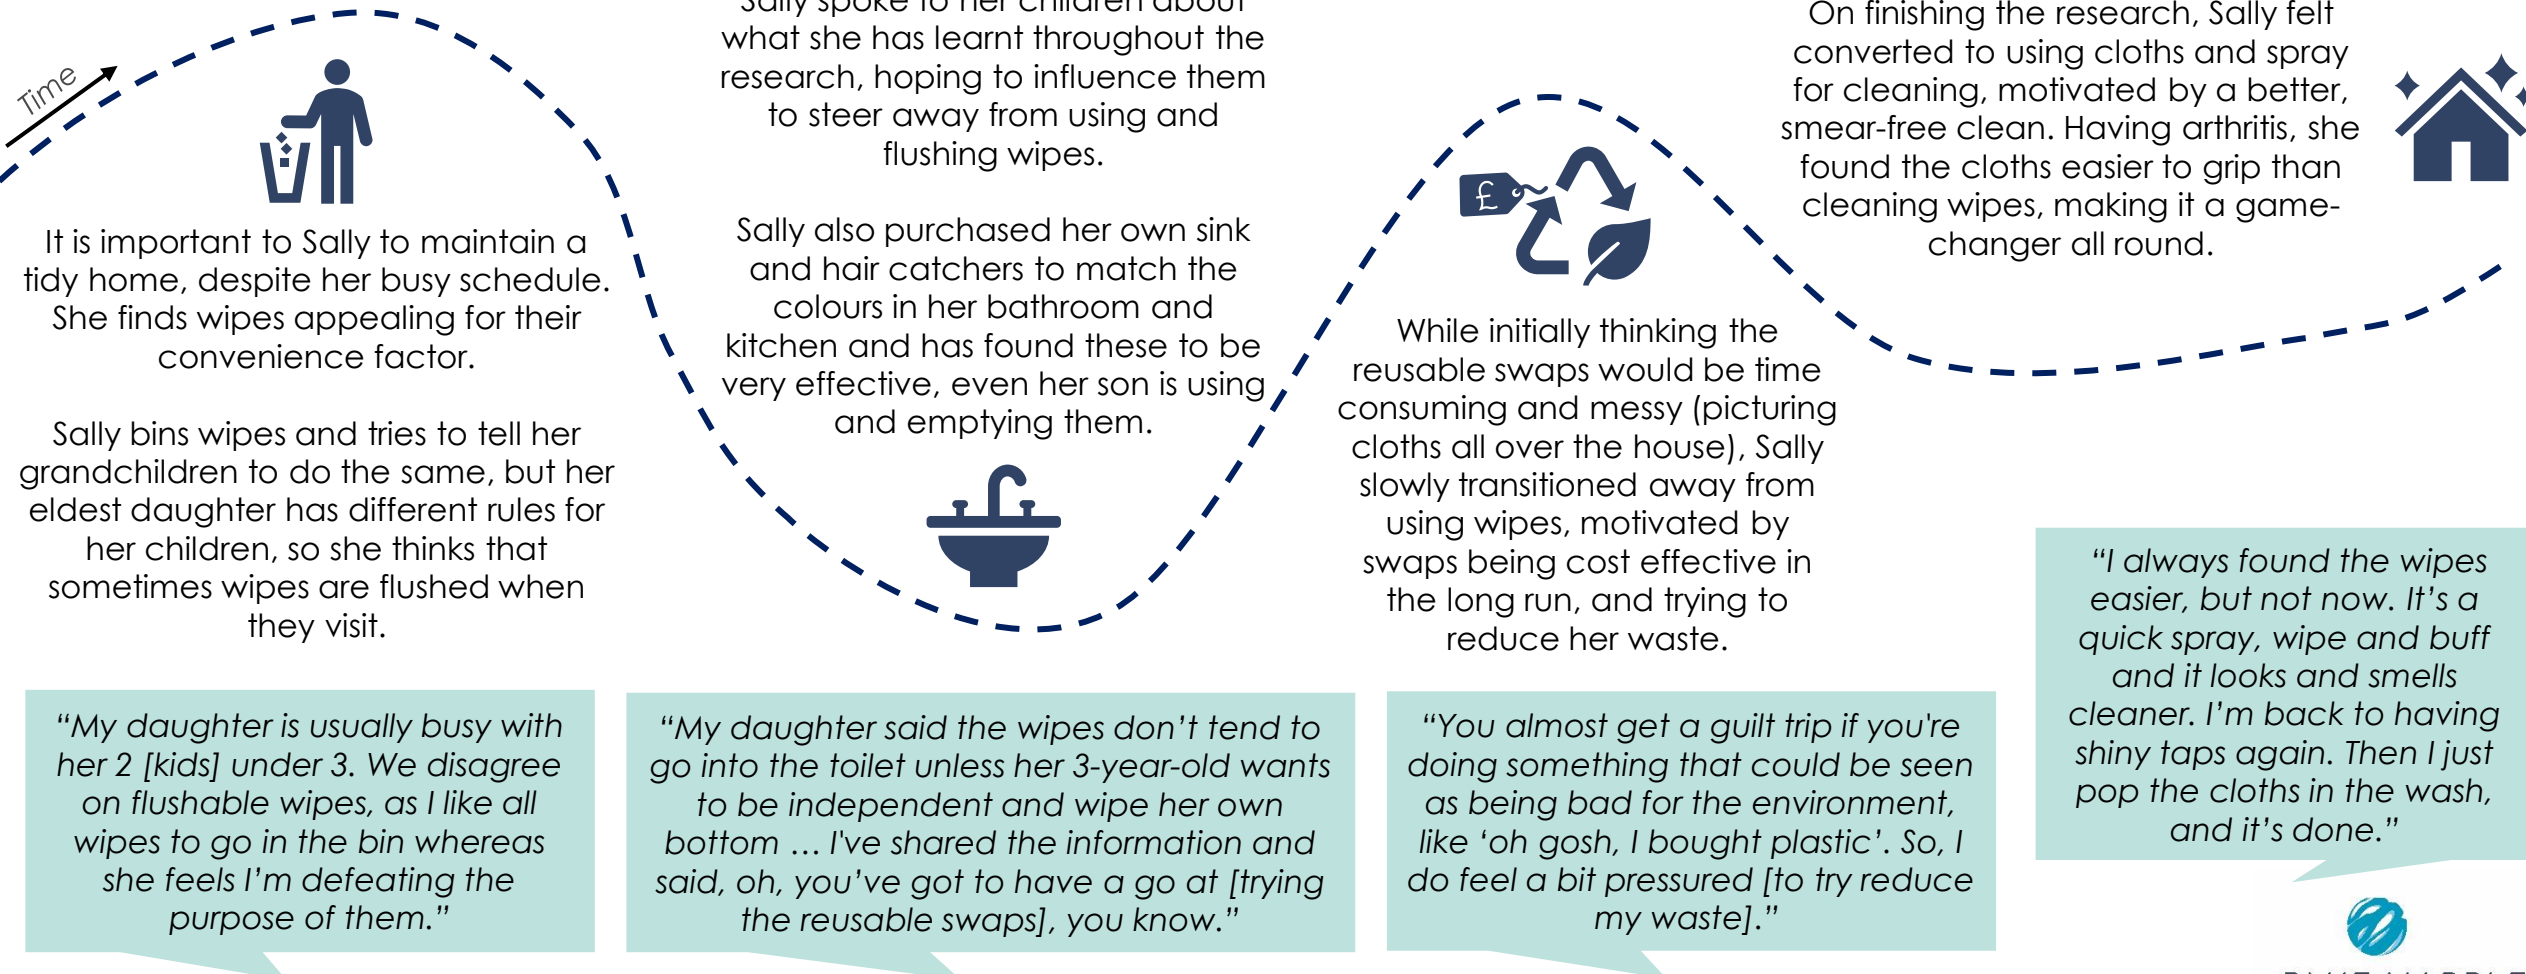 Time
It is important to Sally to maintain a
tidy home, despite her busy schedule.
She finds wipes appealing for their
convenience factor.
Sally bins wipes and tries to tell her
grandchildren to do the same, but her
eldest daughter has different rules for
her children, so she thinks that
sometimes wipes are flushed when
they visit.
“My daughter is usually busy with
her 2 [kids] under 3. We disagree
on flushable wipes, as I like all
wipes to go in the bin whereas
she feels I’m defeating the
purpose of them.”
Sally spoke to her children about
what she has learnt throughout the
research, hoping to influence them
to steer away from using and
flushing wipes.
Sally also purchased her own sink
and hair catchers to match the
colours in her bathroom and
kitchen and has found these to be
very effective, even her son is using
and emptying them.
“My daughter said the wipes don’t tend to
go into the toilet unless her 3-year-old wants
to be independent and wipe her own
bottom … I've shared the information and
said, oh, you’ve got to have a go at [trying
the reusable swaps], you know.”
£
While initially thinking the
reusable swaps would be time
consuming and messy (picturing
cloths all over the house), Sally
slowly transitioned away from
using wipes, motivated by
swaps being cost effective in
the long run, and trying to
reduce her waste.
“You almost get a guilt trip if you're
doing something that could be seen
as being bad for the environment,
like ‘oh gosh, I bought plastic’. So, I
do feel a bit pressured [to try reduce
my waste].”
On finishing the research, Sally felt
converted to using cloths and spray
for cleaning, motivated by a better,
smear-free clean. Having arthritis, she
found the cloths easier to grip than
cleaning wipes, making it a game-
changer all round.
“I always found the wipes
easier, but not now. It’s a
quick spray, wipe and buff
and it looks and smells
cleaner. I’m back to having
shiny taps again. Then I just
pop the cloths in the wash,
and it’s done.”